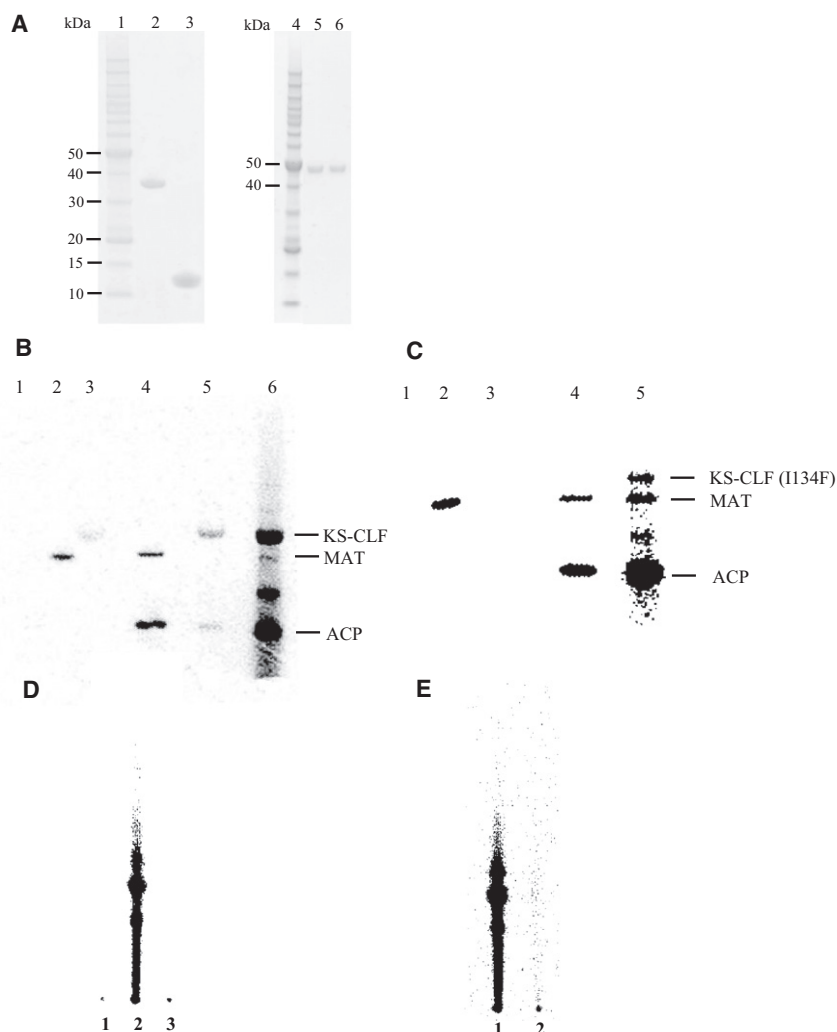 A
kDa 1 2 3
50
40
30
20
15
10
kDa 4 5 6
50
40
B
1 2 3 4 5 6
KS-CLF
MAT
ACP
C
1 2 3 4 5
KS-CLF (I134F)
MAT
ACP
D
1 2 3
E
1 2